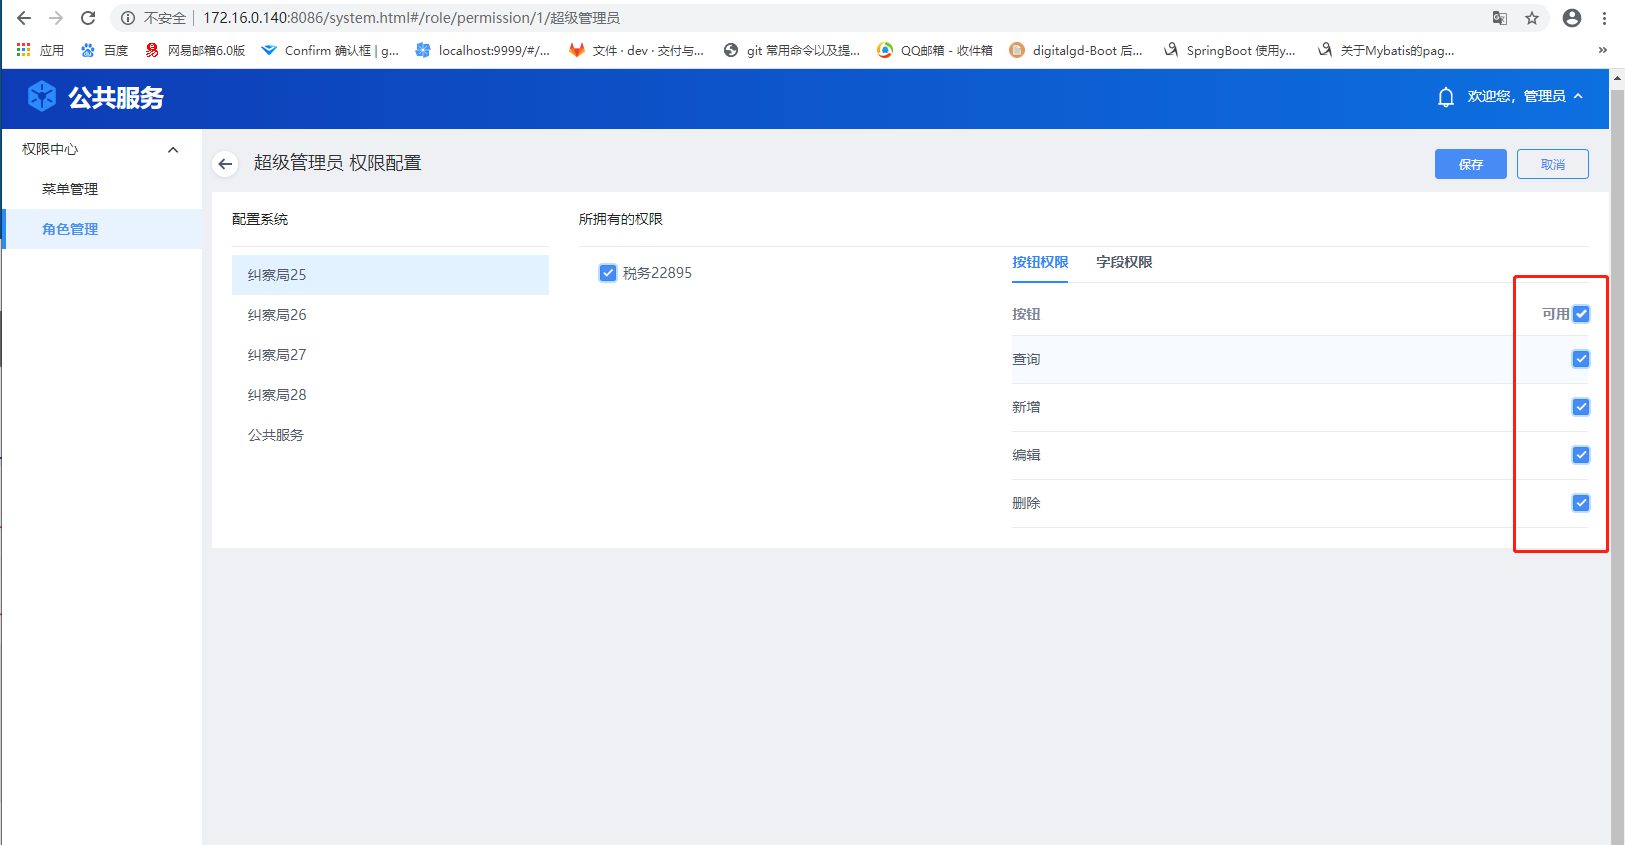 不安全 172.16.0.140:8086/system.html#/role/permission/1/超级管理员
应用 百度 网易邮箱6.0版 Confirm 确认框 | g... localhost:9999/#/... 文件 · dev · 交付与... git 常用命令以及提... QQ邮箱 - 收件箱 digitalgd-Boot 后... SpringBoot 使用y... 关于Mybatis的pag... »
公共服务 欢迎您，管理员
权限中心
菜单管理
角色管理
超级管理员 权限配置 保存 取消
配置系统 所拥有的权限
纠察局25
纠察局26
纠察局27
纠察局28
公共服务
税务22895
按钮权限 字段权限
按钮 可用
查询
新增
编辑
删除